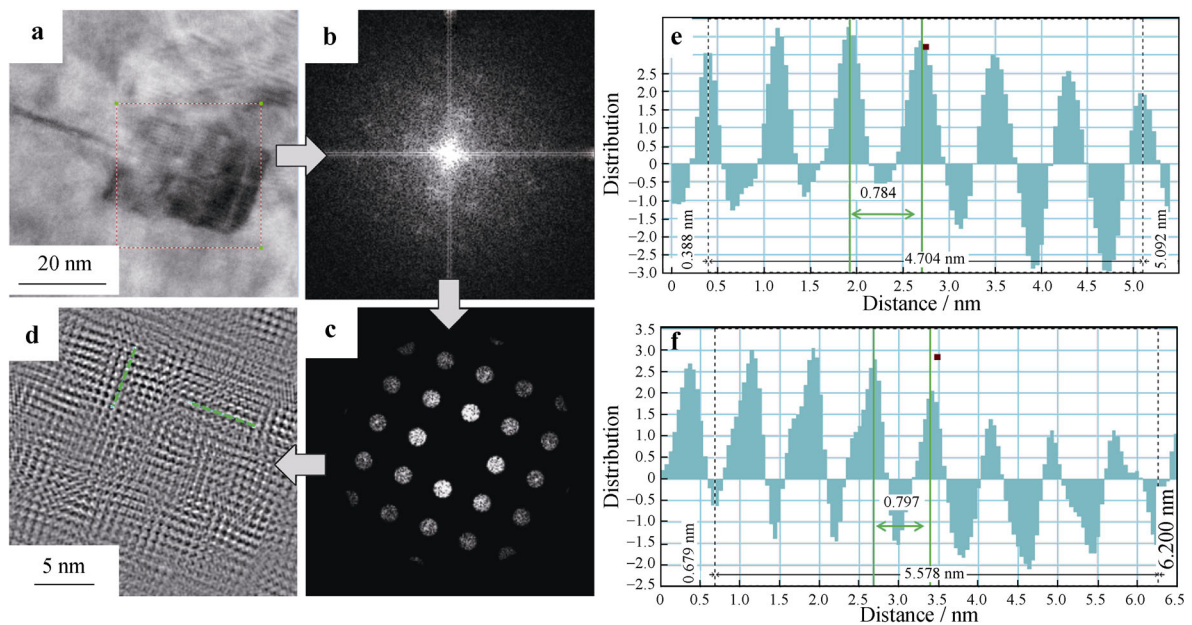 a
20 nm
b
c
d
5 nm
e
Distribution
2.5
2.0
1.5
1.0
0.5
0
−0.5
−1.0
−1.5
−2.0
−2.5
−3.0
0.784
0.388 nm
4.704 nm
5.092 nm
0 0.5 1.0 1.5 2.0 2.5 3.0 3.5 4.0 4.5 5.0
Distance / nm
f
Distribution
3.5
3.0
2.5
2.0
1.5
1.0
0.5
0
−0.5
−1.0
−1.5
−2.0
−2.5
0.797
0.679 nm
5.578 nm
6.200 nm
0.0 0.5 1.0 1.5 2.0 2.5 3.0 3.5 4.0 4.5 5.0 5.5 6.0 6.5
Distance / nm